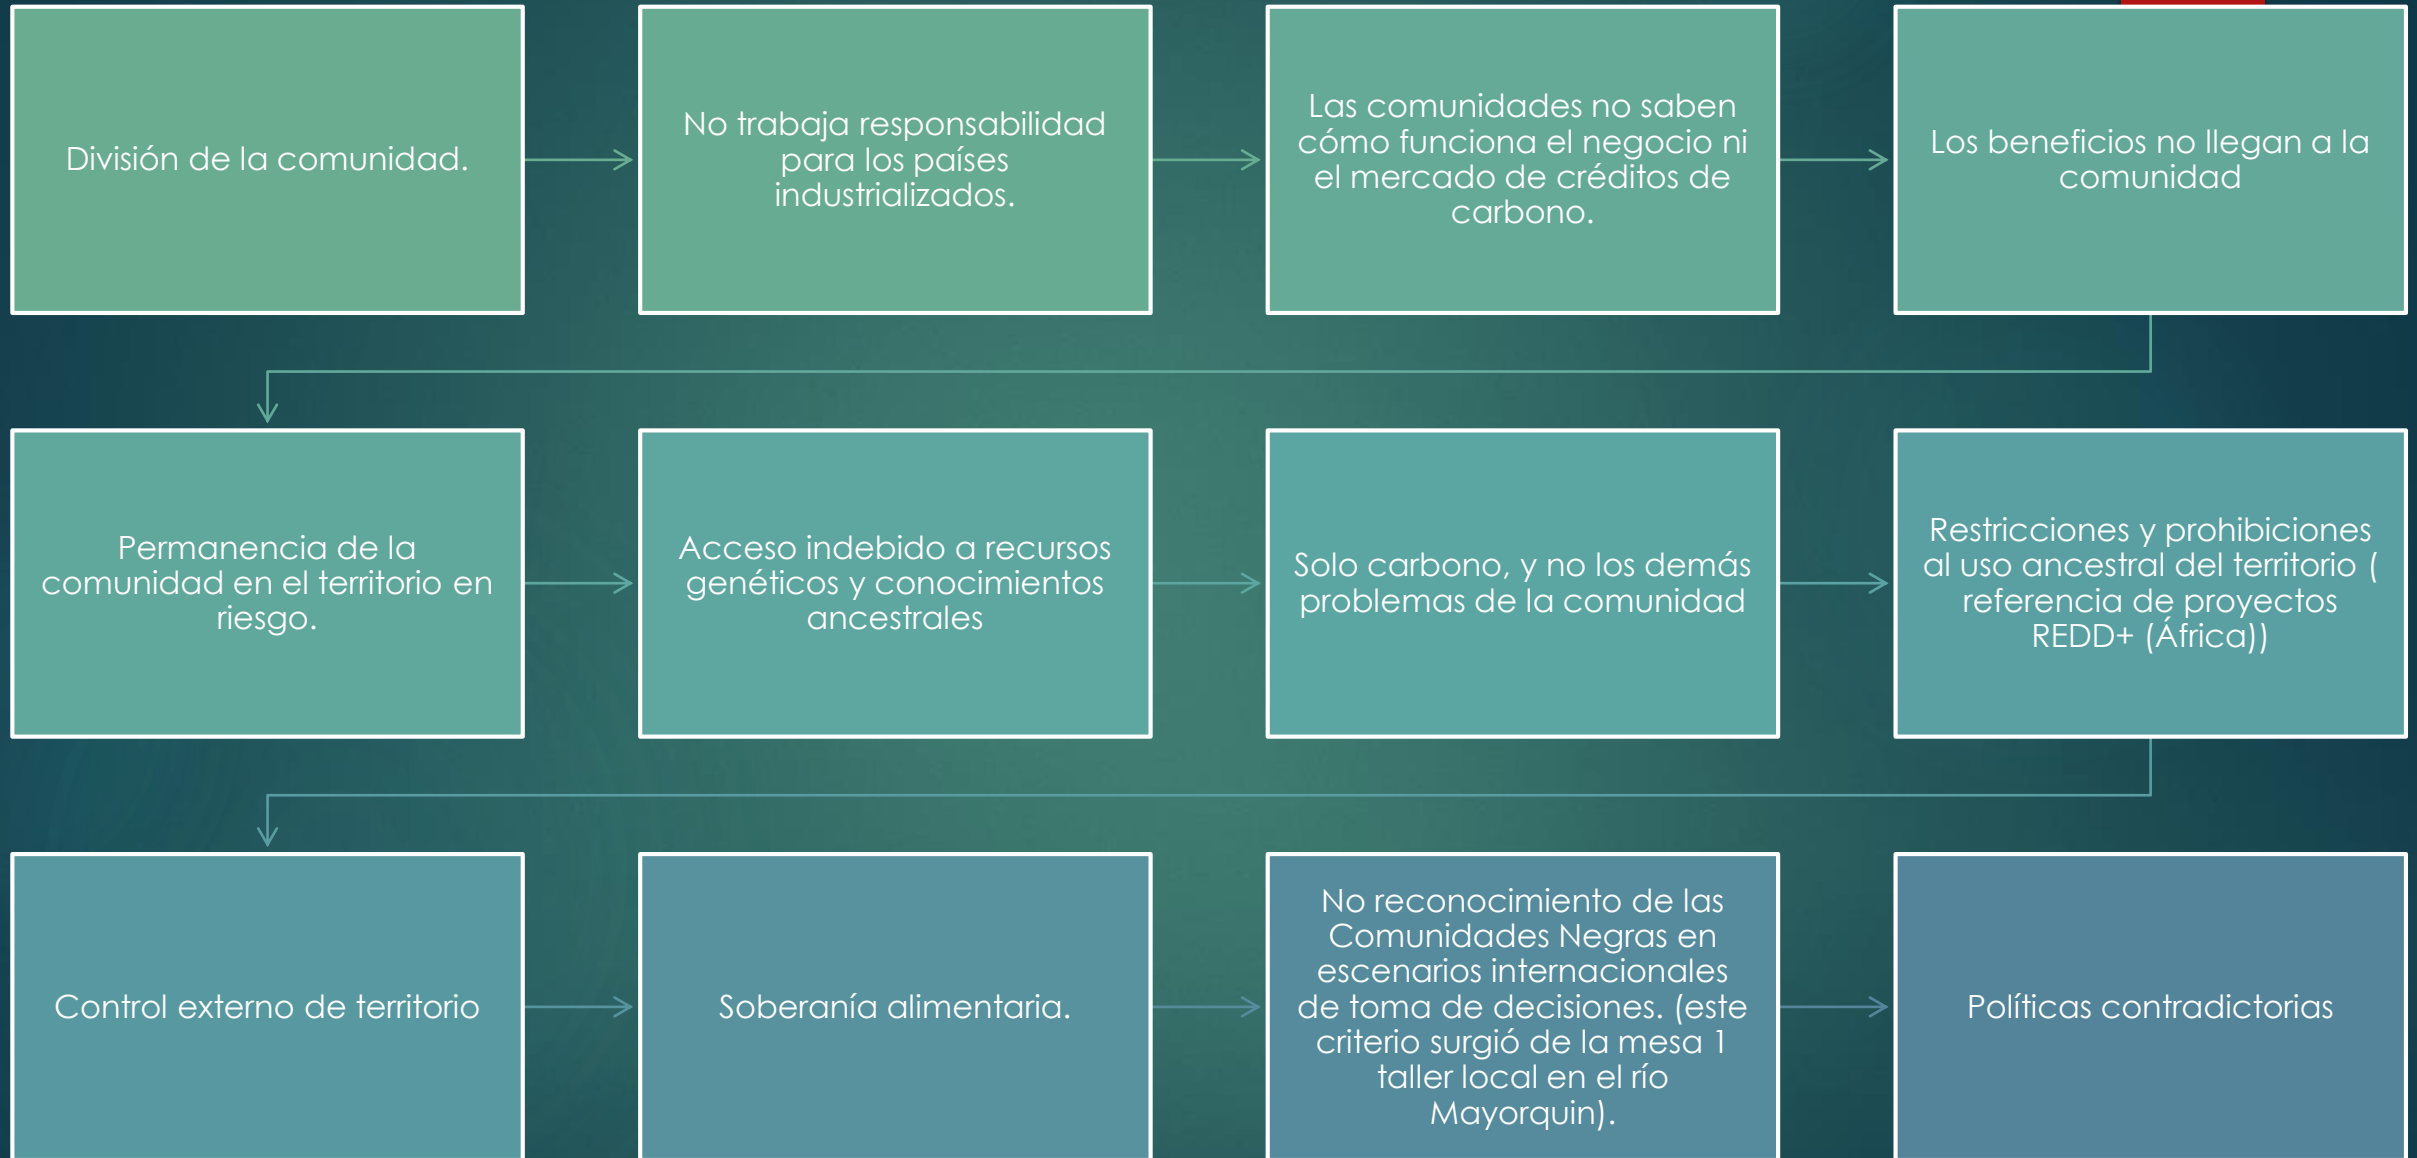 División de la comunidad.
No trabaja responsabilidad
para los países
industrializados.
Las comunidades no saben
cómo funciona el negocio ni
el mercado de créditos de
carbono.
Los beneficios no llegan a la
comunidad
Permanencia de la
comunidad en el territorio en
riesgo.
Acceso indebido a recursos
genéticos y conocimientos
ancestrales
Solo carbono, y no los demás
problemas de la comunidad
Restricciones y prohibiciones
al uso ancestral del territorio (
referencia de proyectos
REDD+ (África))
Control externo de territorio
Soberanía alimentaria.
No reconocimiento de las
Comunidades Negras en
escenarios internacionales
de toma de decisiones. (este
criterio surgió de la mesa 1
taller local en el río
Mayorquin).
Políticas contradictorias